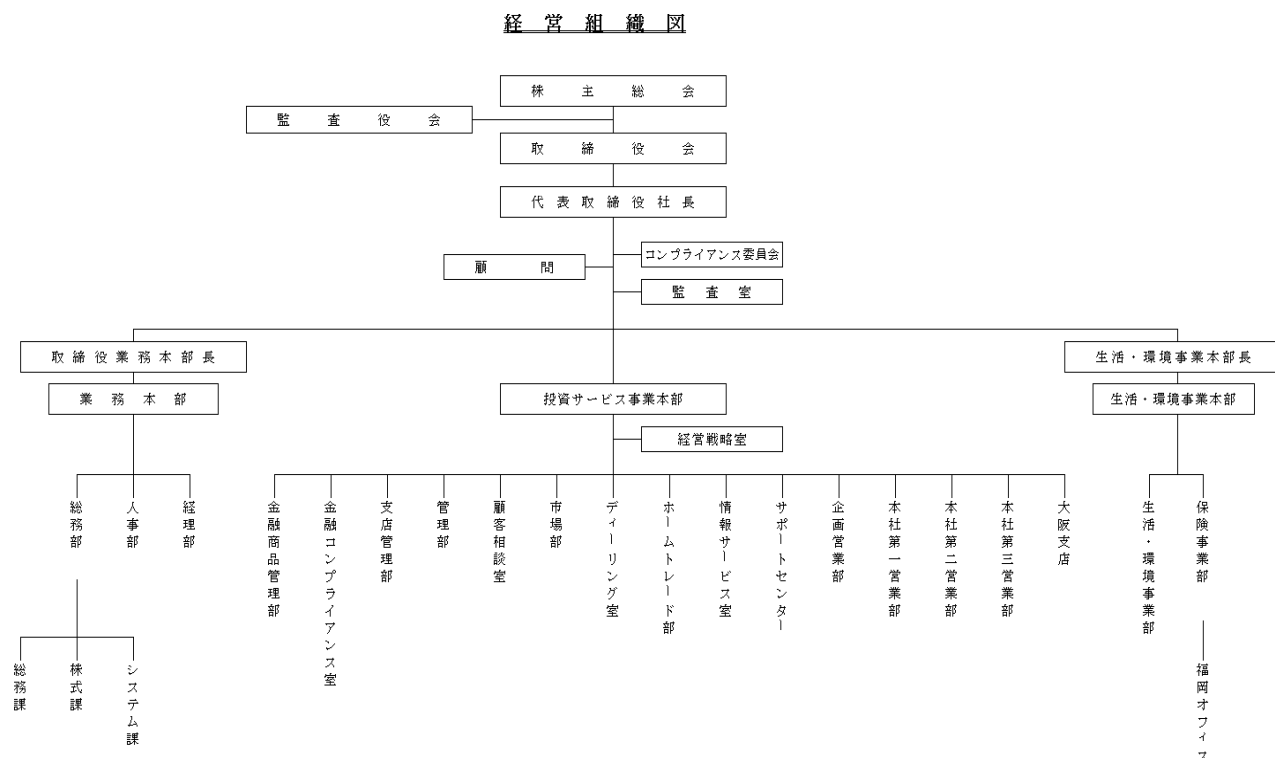 経営組織図
株主総会
監査役会
取締役会
代表取締役社長
コンプライアンス委員会
顧問
監査室
取締役業務本部長
生活・環境事業本部長
業務本部
投資サービス事業本部
生活・環境事業本部
経営戦略室
総務部
人事部
経理部
金融商品管理部
金融コンプライアンス室
支店管理部
管理部
顧客相談室
市場部
ディーリング室
ホームトレード部
情報サービス室
サポートセンター
企画営業部
本社第一営業部
本社第二営業部
本社第三営業部
大阪支店
生活・環境事業部
保険事業部
総務課
株式課
システム課
福岡オフィス